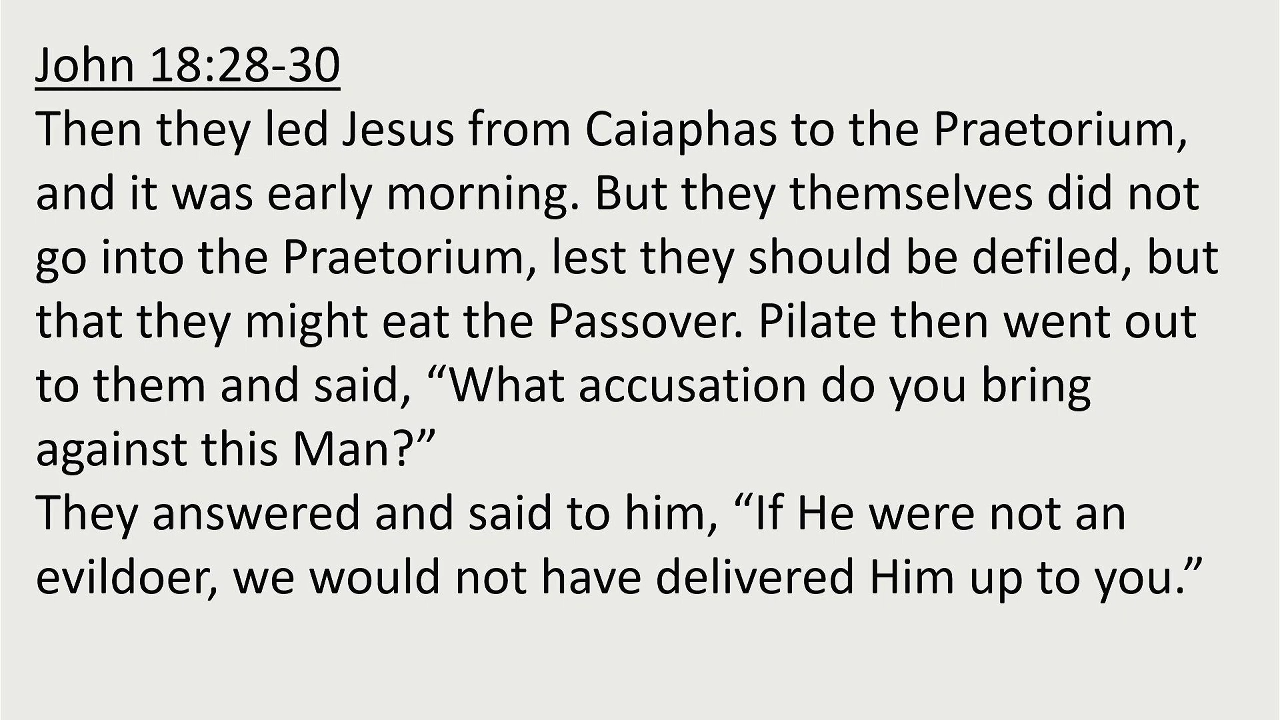 John 18:28-30
Then they led Jesus from Caiaphas to the Praetorium,
and it was early morning. But they themselves did not
go into the Praetorium, lest they should be defiled, but
that they might eat the Passover. Pilate then went out
to them and said, “What accusation do you bring
against this Man?”
They answered and said to him, “If He were not an
evildoer, we would not have delivered Him up to you.”